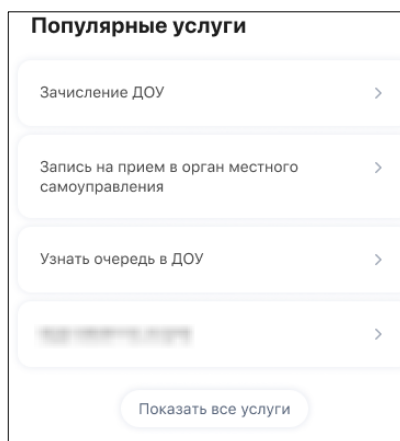 Популярные услуги
Зачисление ДОУ
Запись на прием в орган местного
самоуправления
Узнать очередь в ДОУ
Показать все услуги